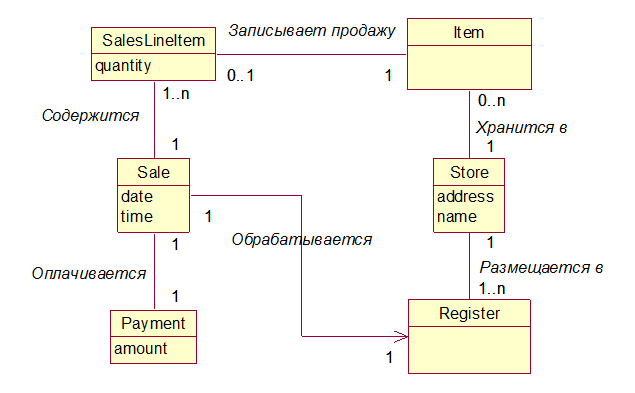 Записывает продажу
SalesLineItem
quantity
Item
0..1
1
1..n
0..n
Содержится
Хранится в
1
1
Sale
date
time
Store
address
name
1
1
1
Обрабатывается
Оплачивается
Размещается в
1
1..n
Payment
amount
Register
1